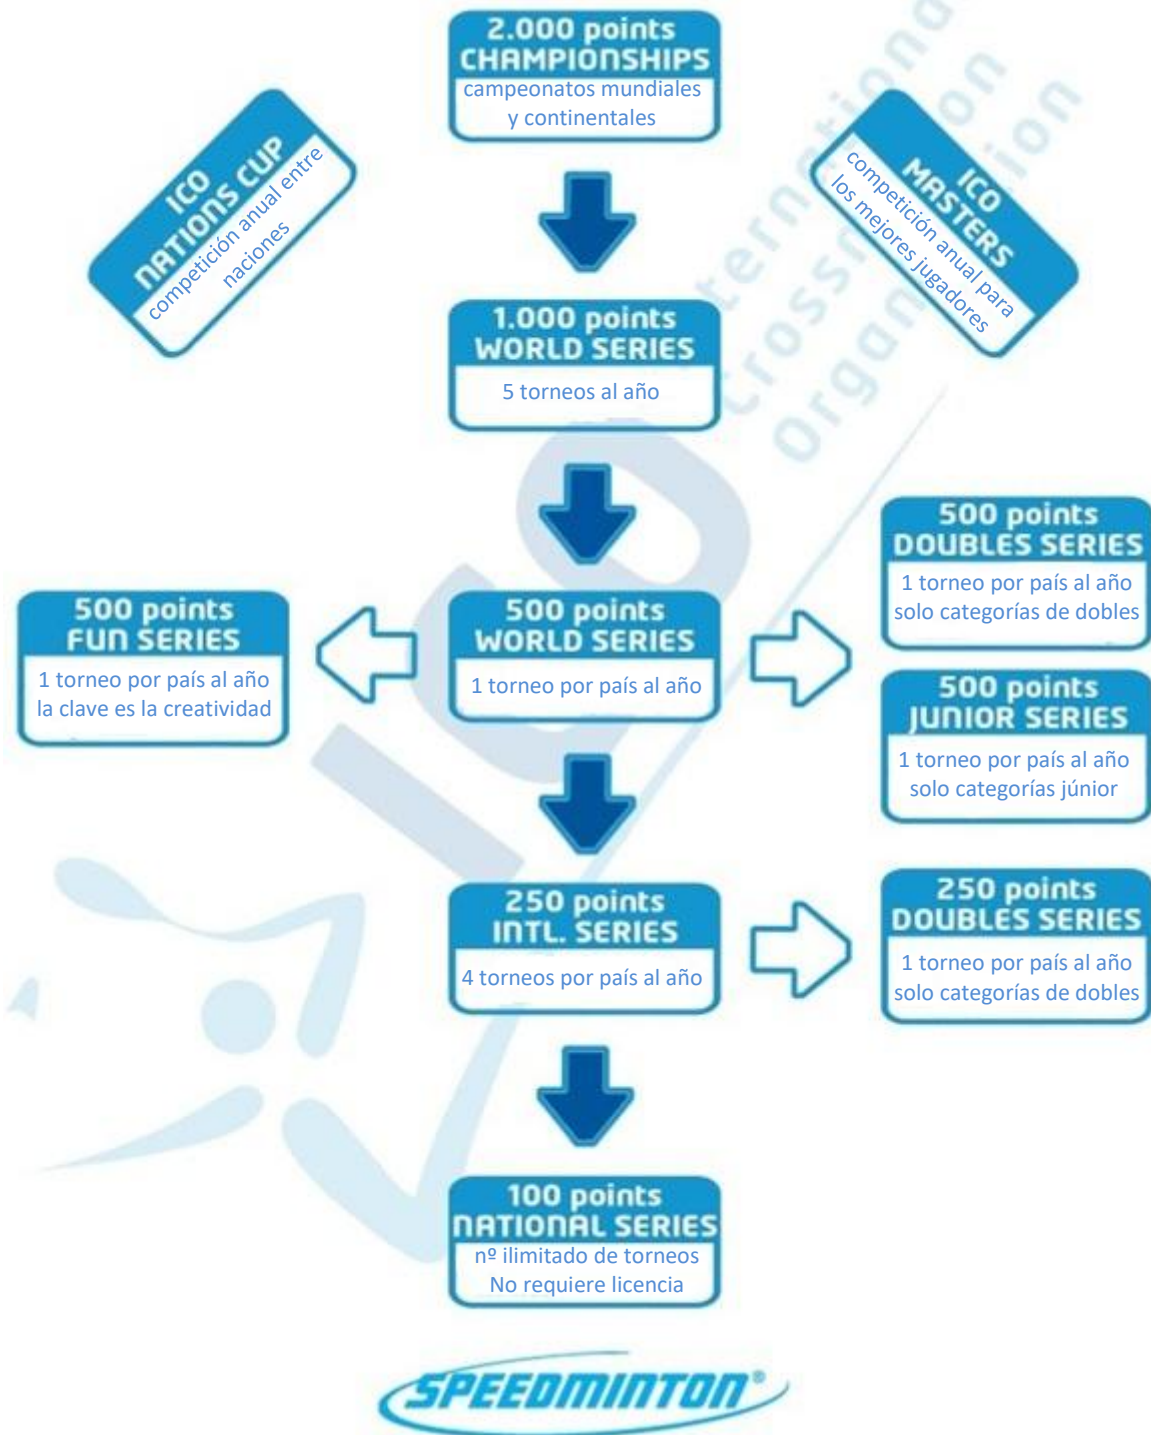 2.000 points
CHAMPIONSHIPS
campeonatos mundiales
y continentales
ICO
NATIONS CUP
competición anual entre
naciones
ICO
MASTERS
competición anual para
los mejores jugadores
International
Crossminton
Organi
ion
1.000 points
WORLD SERIES
5 torneos al año
500 points
DOUBLES SERIES
1 torneo por país al año
solo categorías de dobles
500 points
FUN SERIES
1 torneo por país al año
la clave es la creatividad
500 points
WORLD SERIES
1 torneo por país al año
500 points
JUNIOR SERIES
1 torneo por país al año
solo categorías júnior
ICO
250 points
INTL. SERIES
4 torneos por país al año
250 points
DOUBLES SERIES
1 torneo por país al año
solo categorías de dobles
100 points
NATIONAL SERIES
nº ilimitado de torneos
No requiere licencia
SPEEDMINTON®